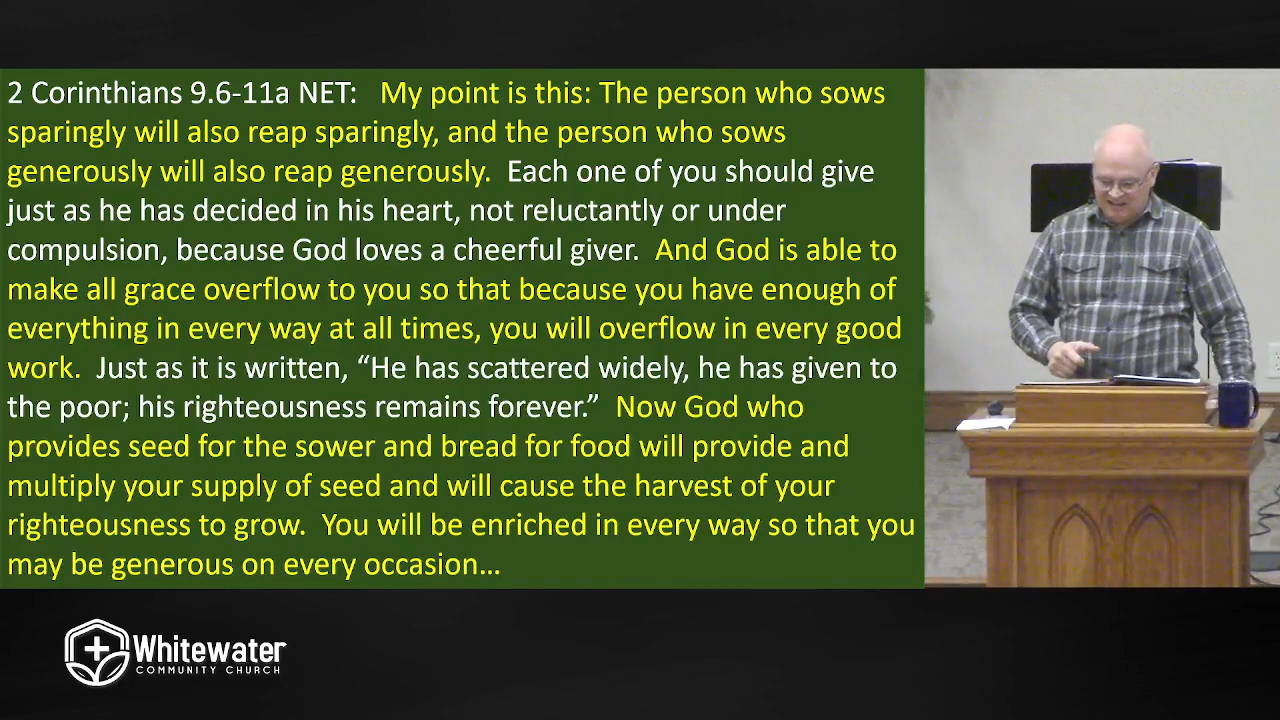 2 Corinthians 9.6-11a NET:   My point is this: The person who sows
sparingly will also reap sparingly, and the person who sows
generously will also reap generously.  Each one of you should give
just as he has decided in his heart, not reluctantly or under
compulsion, because God loves a cheerful giver.  And God is able to
make all grace overflow to you so that because you have enough of
everything in every way at all times, you will overflow in every good
work.  Just as it is written, “He has scattered widely, he has given to
the poor; his righteousness remains forever.”  Now God who
provides seed for the sower and bread for food will provide and
multiply your supply of seed and will cause the harvest of your
righteousness to grow.  You will be enriched in every way so that you
may be generous on every occasion…
Whitewater
COMMUNITY CHURCH